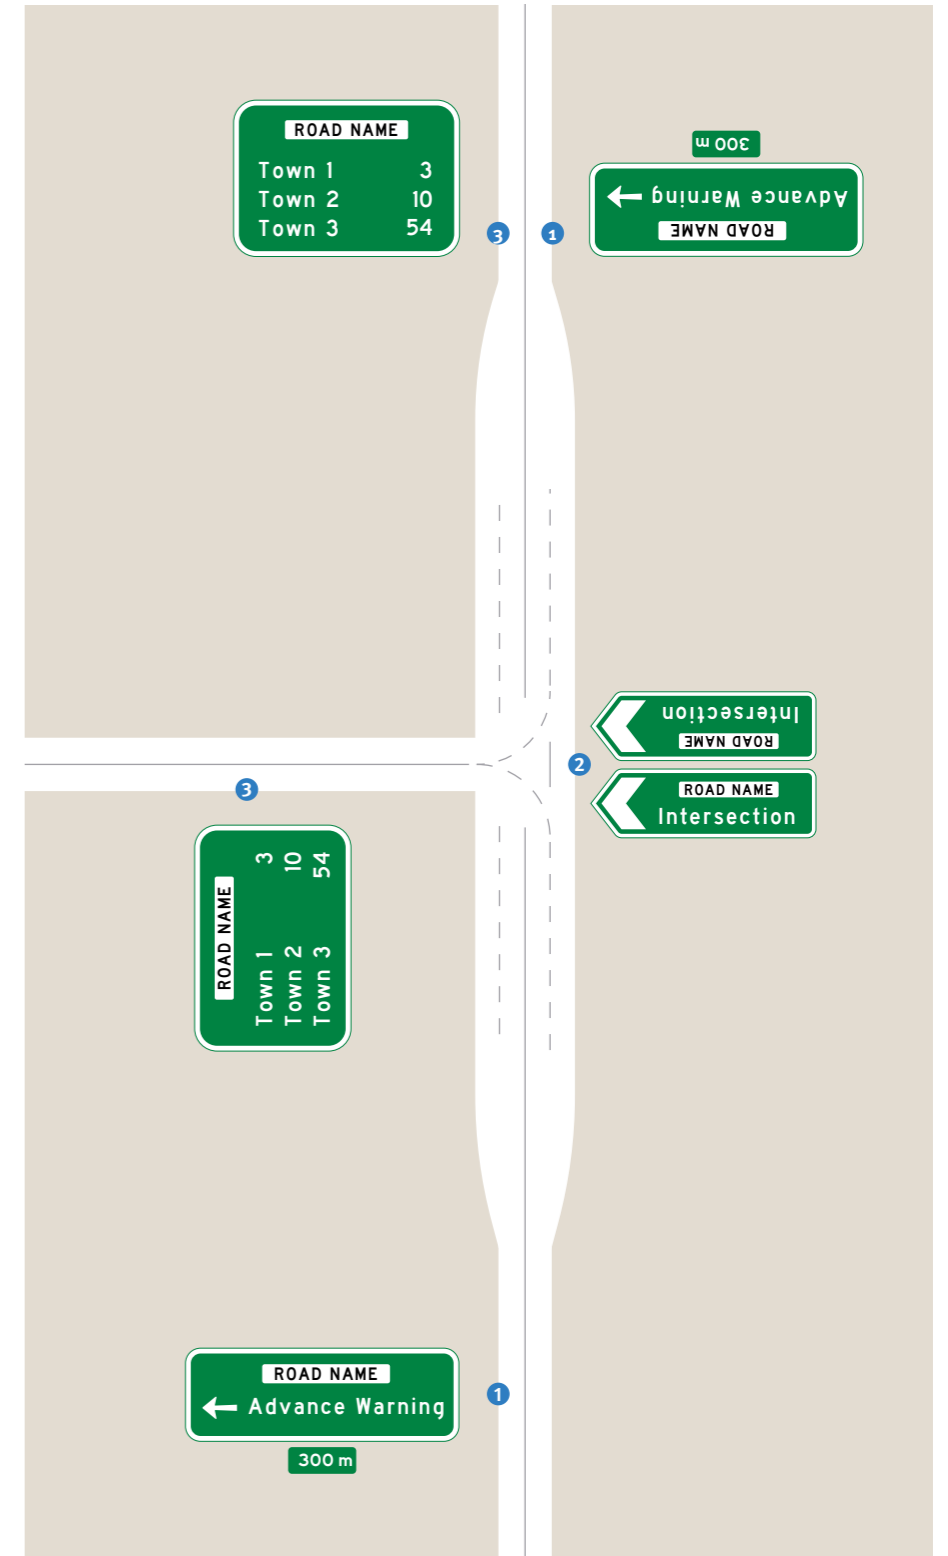 ROAD NAME
Town 1 3
Town 2 10
Town 3 54
3
1
300 m
Advance Warning
ROAD NAME
Intersection
ROAD NAME
2
ROAD NAME
Intersection
3
ROAD NAME
Town 1 3
Town 2 10
Town 3 54
ROAD NAME
Advance Warning
1
300 m